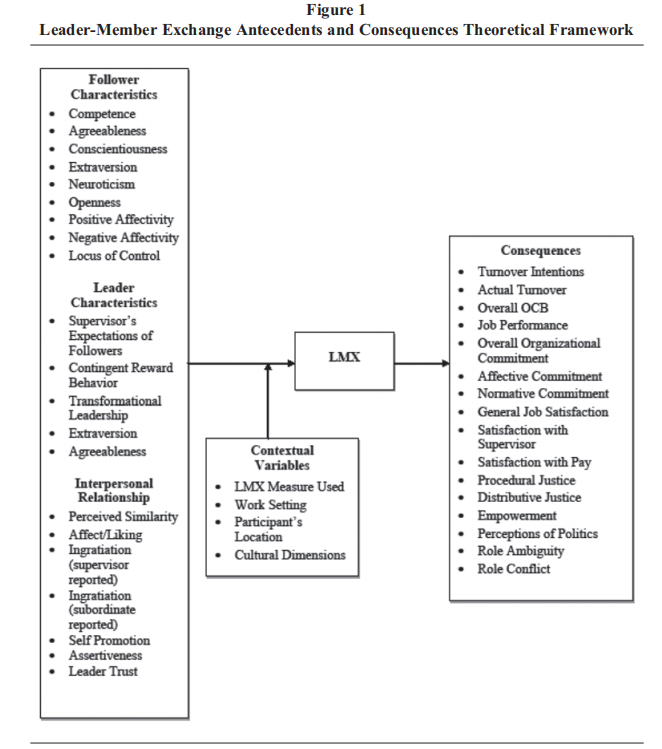 Figure 1
Leader-Member Exchange Antecedents and Consequences Theoretical Framework
Follower
Characteristics
• Competence
• Agreeableness
• Conscientiousness
• Extraversion
• Neuroticism
• Openness
• Positive Affectivity
• Negative Affectivity
• Locus of Control
Leader
Characteristics
• Supervisor's
Expectations of
Followers
• Contingent Reward
Behavior
• Transformational
Leadership
• Extraversion
• Agreeableness
Interpersonal
Relationship
• Perceived Similarity
• Affect/Liking
• Ingratiation
(supervisor
reported)
• Ingratiation
(subordinate
reported)
• Self Promotion
• Assertiveness
• Leader Trust
Contextual
Variables
• LMX Measure Used
• Work Setting
• Participant's
Location
• Cultural Dimensions
LMX
Consequences
• Turnover Intentions
• Actual Turnover
• Overall OCB
• Job Performance
• Overall Organizational
Commitment
• Affective Commitment
• Normative Commitment
• General Job Satisfaction
• Satisfaction with
Supervisor
• Satisfaction with Pay
• Procedural Justice
• Distributive Justice
• Empowerment
• Perceptions of Politics
• Role Ambiguity
• Role Conflict